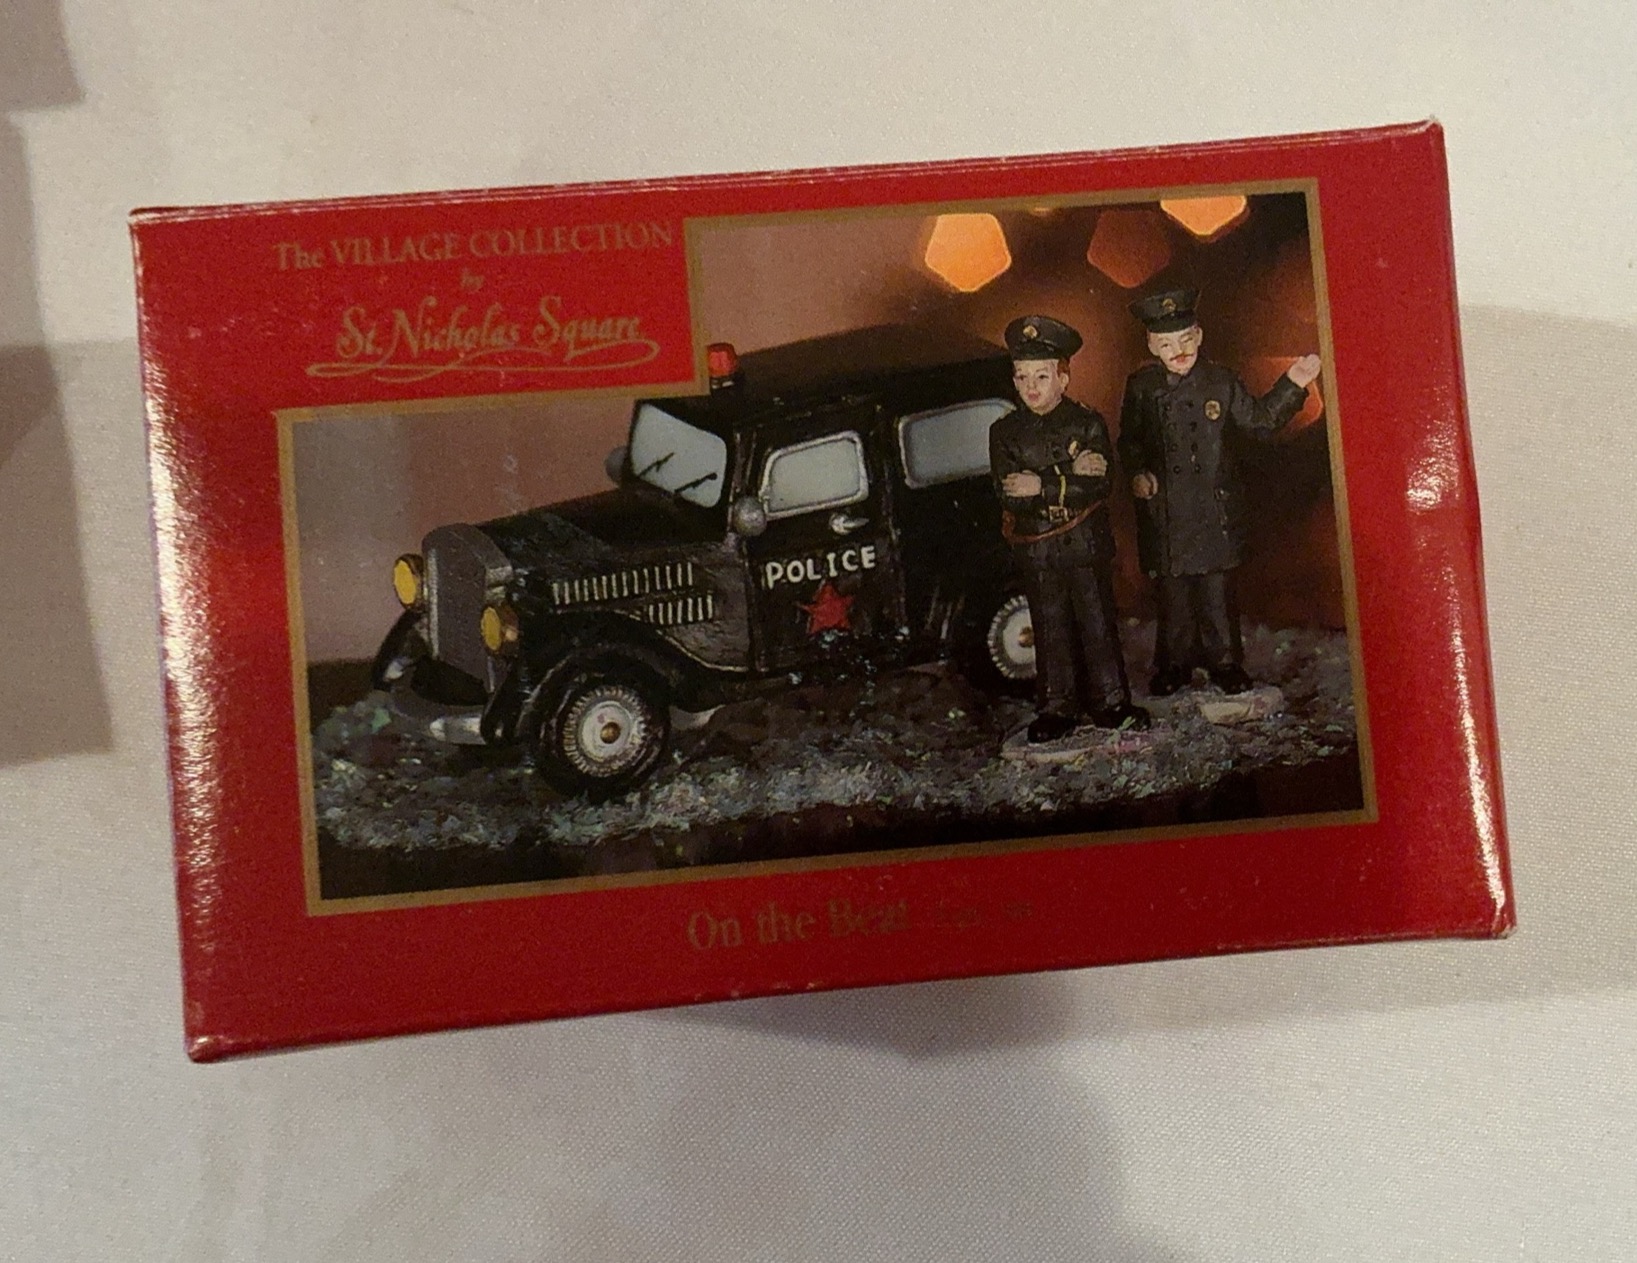 The VILLAGE COLLECTION
by
St. Nicholas Square
POLICE
On the Beat